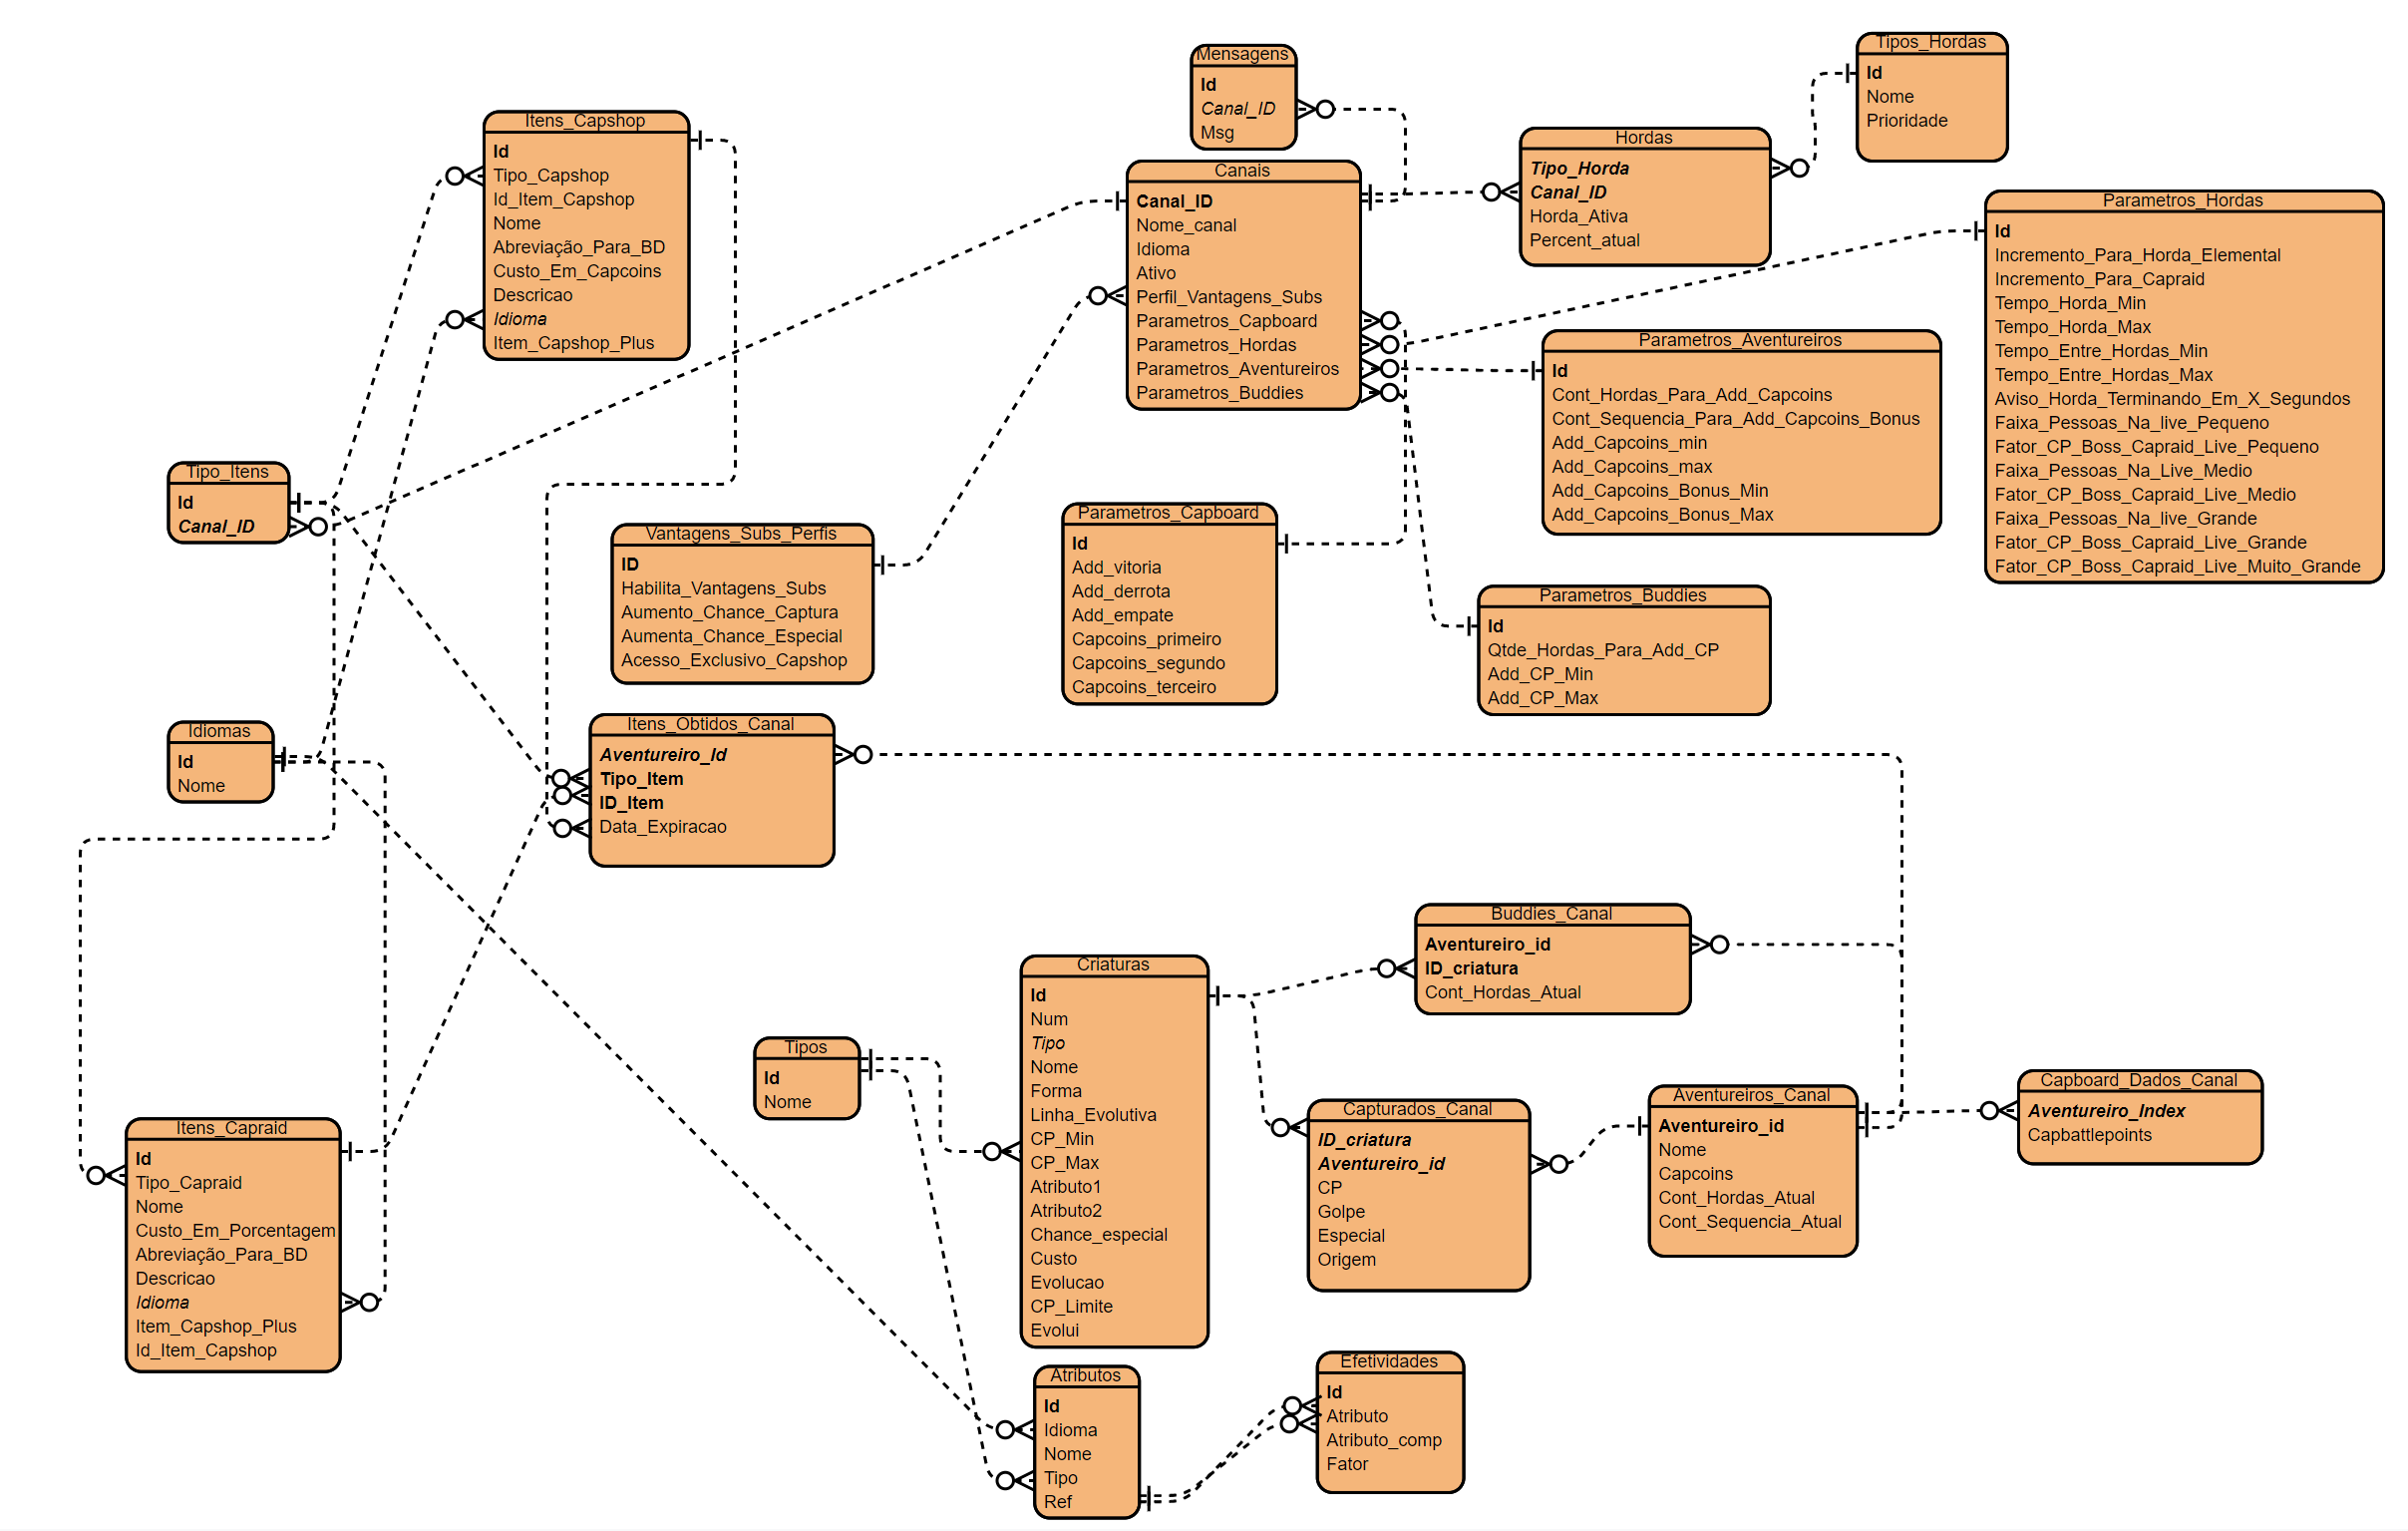 Mensagens
Id
Canal_ID
Msg
Tipos_Hordas
Id
Nome
Prioridade
Itens_Capshop
Id
Tipo_Capshop
Id_Item_Capshop
Nome
Abreviação_Para_BD
Custo_Em_Capcoins
Descricao
Idioma
Item_Capshop_Plus
Canais
Canal_ID
Nome_canal
Idioma
Ativo
Perfil_Vantagens_Subs
Parametros_Capboard
Parametros_Hordas
Parametros_Aventureiros
Parametros_Buddies
Hordas
Tipo_Horda
Canal_ID
Horda_Ativa
Percent_atual
Parametros_Hordas
Id
Incremento_Para_Horda_Elemental
Incremento_Para_Capraid
Tempo_Horda_Min
Tempo_Horda_Max
Tempo_Entre_Hordas_Min
Tempo_Entre_Hordas_Max
Aviso_Horda_Terminando_Em_X_Segundos
Faixa_Pessoas_Na_live_Pequeno
Fator_CP_Boss_Capraid_Live_Pequeno
Faixa_Pessoas_Na_Live_Medio
Fator_CP_Boss_Capraid_Live_Medio
Faixa_Pessoas_Na_live_Grande
Fator_CP_Boss_Capraid_Live_Grande
Fator_CP_Boss_Capraid_Live_Muito_Grande
Parametros_Aventureiros
Id
Cont_Hordas_Para_Add_Capcoins
Cont_Sequencia_Para_Add_Capcoins_Bonus
Add_Capcoins_min
Add_Capcoins_max
Add_Capcoins_Bonus_Min
Add_Capcoins_Bonus_Max
Tipo_Itens
Id
Canal_ID
Vantagens_Subs_Perfis
ID
Habilita_Vantagens_Subs
Aumento_Chance_Captura
Aumenta_Chance_Especial
Acesso_Exclusivo_Capshop
Parametros_Capboard
Id
Add_vitoria
Add_derrota
Add_empate
Capcoins_primeiro
Capcoins_segundo
Capcoins_terceiro
Parametros_Buddies
Id
Qtde_Hordas_Para_Add_CP
Add_CP_Min
Add_CP_Max
Idiomas
Id
Nome
Itens_Obtidos_Canal
Aventureiro_Id
Tipo_Item
ID_Item
Data_Expiracao
Buddies_Canal
Aventureiro_id
ID_criatura
Cont_Hordas_Atual
Criaturas
Id
Num
Tipo
Nome
Forma
Linha_Evolutiva
CP_Min
CP_Max
Atributo1
Atributo2
Chance_especial
Custo
Evolucao
CP_Limite
Evolui
Tipos
Id
Nome
Capturados_Canal
ID_criatura
Aventureiro_id
CP
Golpe
Especial
Origem
Aventureiros_Canal
Aventureiro_id
Nome
Capcoins
Cont_Hordas_Atual
Cont_Sequencia_Atual
Capboard_Dados_Canal
Aventureiro_Index
Capbattlepoints
Itens_Capraid
Id
Tipo_Capraid
Nome
Custo_Em_Porcentagem
Abreviação_Para_BD
Descricao
Idioma
Item_Capshop_Plus
Id_Item_Capshop
Atributos
Id
Idioma
Nome
Tipo
Ref
Efetividades
Id
Atributo
Atributo_comp
Fator